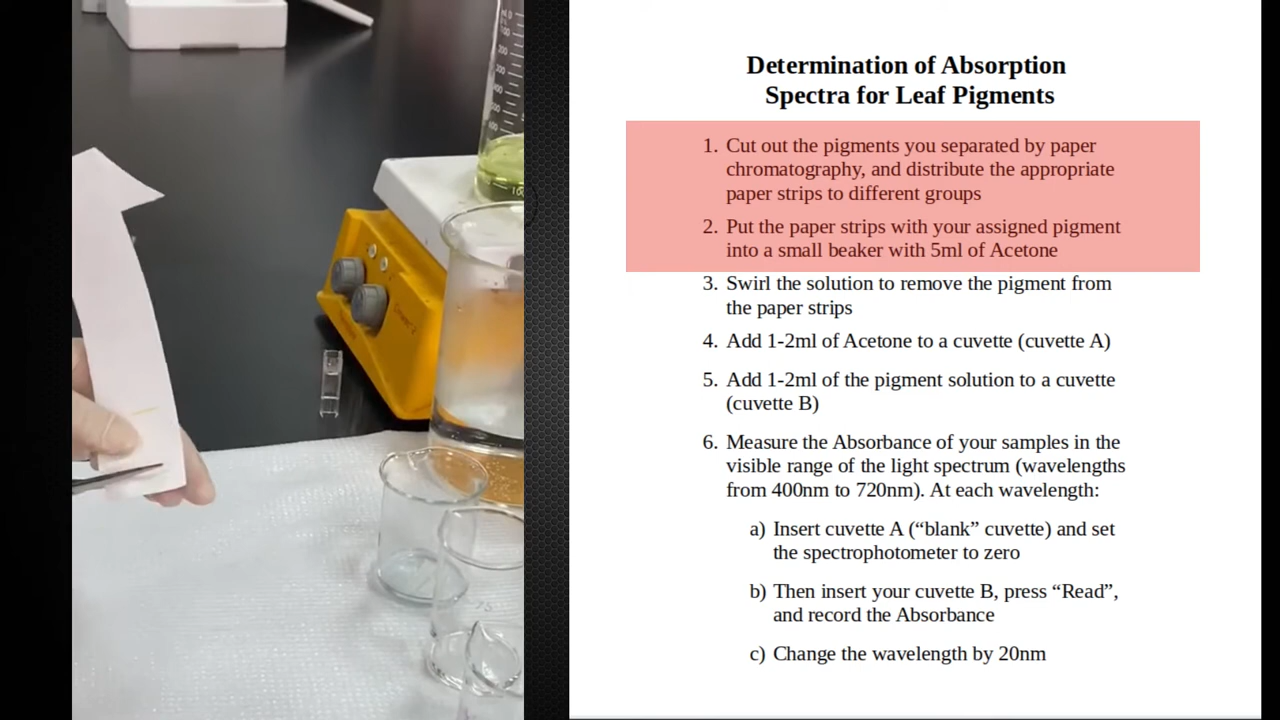 Determination of Absorption
Spectra for Leaf Pigments
1. Cut out the pigments you separated by paper
chromatography, and distribute the appropriate
paper strips to different groups
2. Put the paper strips with your assigned pigment
into a small beaker with 5ml of Acetone
3. Swirl the solution to remove the pigment from
the paper strips
4. Add 1-2ml of Acetone to a cuvette (cuvette A)
5. Add 1-2ml of the pigment solution to a cuvette
(cuvette B)
6. Measure the Absorbance of your samples in the
visible range of the light spectrum (wavelengths
from 400nm to 720nm). At each wavelength:
a) Insert cuvette A (“blank” cuvette) and set
the spectrophotometer to zero
b) Then insert your cuvette B, press “Read”,
and record the Absorbance
c) Change the wavelength by 20nm